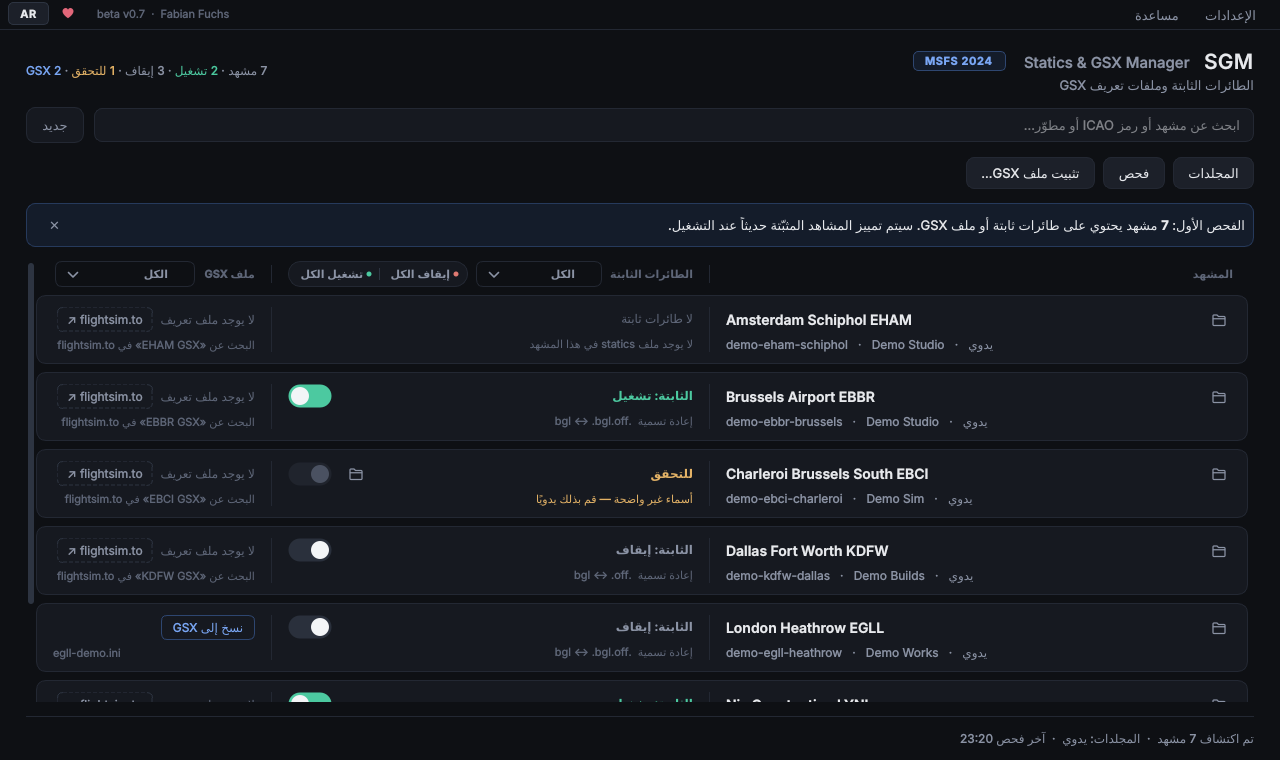 الإعدادات مساعدة
beta v0.7 · Fabian Fuchs
AR
SGM Statics & GSX Manager MSFS 2024
الطائرات الثابتة وملفات تعريف GSX
7 مشهد · 2 تشغيل · 3 إيقاف · 1 للتحقق · GSX 2
ابحث عن مشهد أو رمز ICAO أو مطوّر...
جديد
المجلدات فحص تثبيت ملف GSX...
الفحص الأول: 7 مشهد يحتوي على طائرات ثابتة أو ملف GSX. سيتم تمييز المشاهد المثبّتة حديثاً عند التشغيل.
المشهد الطائرات الثابتة الكل إيقاف الكل تشغيل الكل ملف GSX الكل
Amsterdam Schiphol EHAM
demo-eham-schiphol · Demo Studio · يدوي
لا طائرات ثابتة
لا يوجد ملف statics في هذا المشهد
لا يوجد ملف تعريف flightsim.to ↗
البحث عن «EHAM GSX» في flightsim.to
Brussels Airport EBBR
demo-ebbr-brussels · Demo Studio · يدوي
الثابتة: تشغيل
إعادة تسمية bgl ↔ .bgl.off.
لا يوجد ملف تعريف flightsim.to ↗
البحث عن «EBBR GSX» في flightsim.to
Charleroi Brussels South EBCI
demo-ebci-charleroi · Demo Sim · يدوي
للتحقق
أسماء غير واضحة — قم بذلك يدويًا
لا يوجد ملف تعريف flightsim.to ↗
البحث عن «EBCI GSX» في flightsim.to
Dallas Fort Worth KDFW
demo-kdfw-dallas · Demo Builds · يدوي
الثابتة: إيقاف
إعادة تسمية bgl ↔ .off.
لا يوجد ملف تعريف flightsim.to ↗
البحث عن «KDFW GSX» في flightsim.to
London Heathrow EGLL
demo-egll-heathrow · Demo Works · يدوي
الثابتة: إيقاف
إعادة تسمية bgl ↔ .bgl.off.
نسخ إلى GSX
egll-demo.ini
تم اكتشاف 7 مشهد · المجلدات: يدوي · آخر فحص 23:20